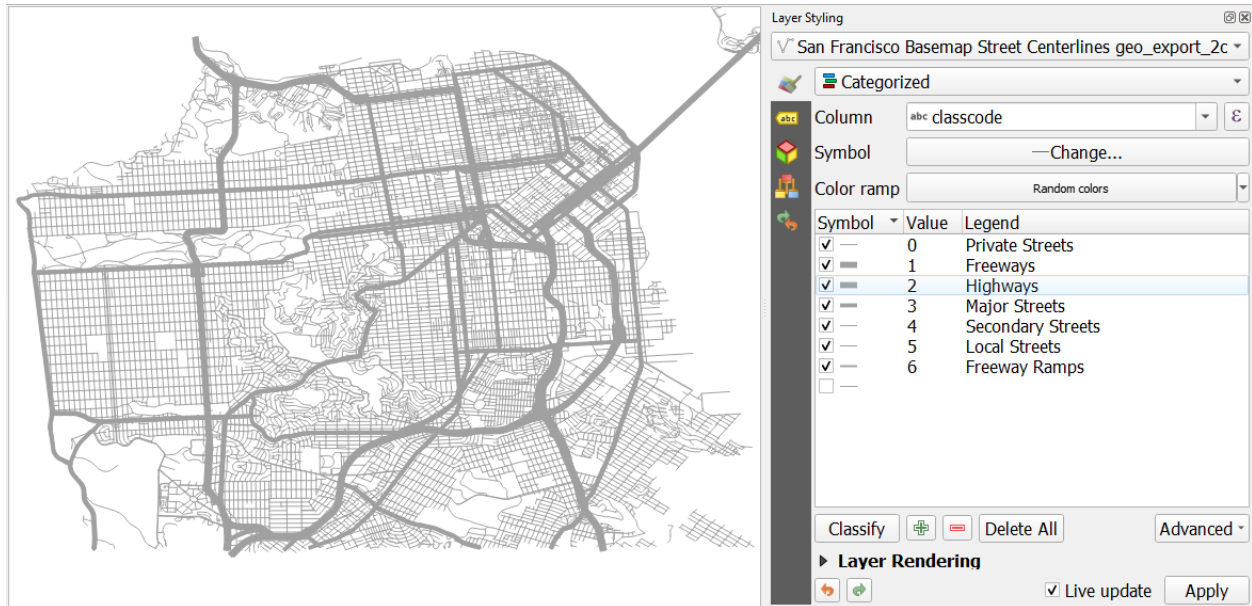 Layer Styling
San Francisco Basemap Street Centerlines geo_export_2c
Categorized
abc
Column abc classcode ε
Symbol Change...
Color ramp Random colors
Symbol Value Legend
0 Private Streets
1 Freeways
2 Highways
3 Major Streets
4 Secondary Streets
5 Local Streets
6 Freeway Ramps
Classify Delete All Advanced
Layer Rendering
Live update Apply